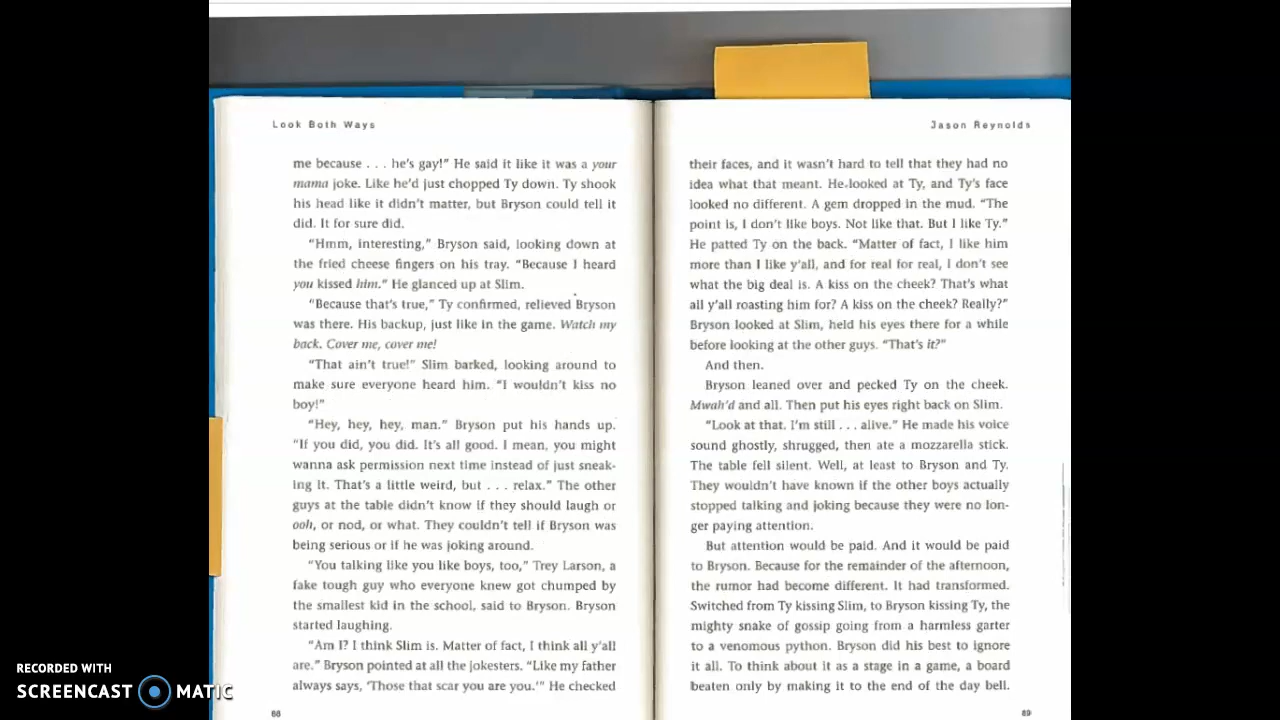 Look Both Ways
me because . . . he's gay!” He said it like it was a your
mama joke. Like he'd just chopped Ty down. Ty shook
his head like it didn't matter, but Bryson could tell it
did. It for sure did.
“Hmm, interesting,” Bryson said, looking down at
the fried cheese fingers on his tray. “Because I heard
you kissed him.” He glanced up at Slim.
“Because that's true,” Ty confirmed, relieved Bryson
was there. His backup, just like in the game. Watch my
back. Cover me, cover me!
“That ain't true!” Slim barked, looking around to
make sure everyone heard him. “I wouldn't kiss no
boy!”
“Hey, hey, hey, man.” Bryson put his hands up.
“If you did, you did. It's all good. I mean, you might
wanna ask permission next time instead of just sneak-
ing it. That's a little weird, but . . . relax.” The other
guys at the table didn't know if they should laugh or
ooh, or nod, or what. They couldn't tell if Bryson was
being serious or if he was joking around.
“You talking like you like boys, too,” Trey Larson, a
fake tough guy who everyone knew got chumped by
the smallest kid in the school, said to Bryson. Bryson
started laughing.
“Am I? I think Slim is. Matter of fact, I think all y'all
are.” Bryson pointed at all the jokesters. “Like my father
always says, ‘Those that scar you are you.’” He checked
88
Jason Reynolds
their faces, and it wasn't hard to tell that they had no
idea what that meant. He looked at Ty, and Ty's face
looked no different. A gem dropped in the mud. “The
point is, I don't like boys. Not like that. But I like Ty.”
He patted Ty on the back. “Matter of fact, I like him
more than I like y'all, and for real for real, I don't see
what the big deal is. A kiss on the cheek? That's what
all y'all roasting him for? A kiss on the cheek? Really?”
Bryson looked at Slim, held his eyes there for a while
before looking at the other guys. “That's it?”
And then.
Bryson leaned over and pecked Ty on the cheek.
Mwah'd and all. Then put his eyes right back on Slim.
“Look at that. I'm still . . . alive.” He made his voice
sound ghostly, shrugged, then ate a mozzarella stick.
The table fell silent. Well, at least to Bryson and Ty.
They wouldn't have known if the other boys actually
stopped talking and joking because they were no lon-
ger paying attention.
But attention would be paid. And it would be paid
to Bryson. Because for the remainder of the afternoon,
the rumor had become different. It had transformed.
Switched from Ty kissing Slim, to Bryson kissing Ty, the
mighty snake of gossip going from a harmless garter
to a venomous python. Bryson did his best to ignore
it all. To think about it as a stage in a game, a board
beaten only by making it to the end of the day bell.
89
RECORDED WITH
SCREENCAST MATIC